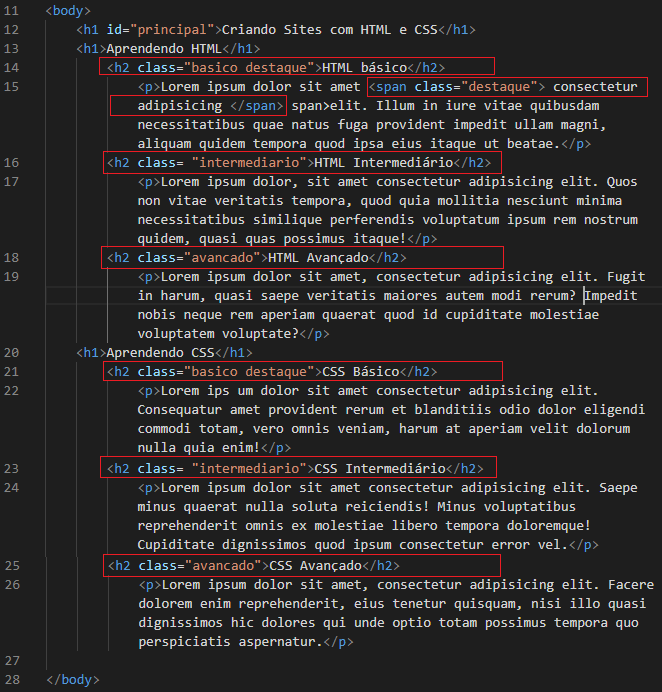 11 <body>
12 <h1 id="principal">Criando Sites com HTML e CSS</h1>
13 <h1>Aprendendo HTML</h1>
14 <h2 class="basico destaque">HTML básico</h2>
15 <p>Lorem ipsum dolor sit amet <span class="destaque"> consectetur
adipisicing </span> span>elit. Illum in iure vitae quibusdam
necessitatibus quae natus fuga provident impedit ullam magni,
aliquam quidem tempora quod ipsa eius itaque ut beatae.</p>
16 <h2 class= "intermediario">HTML Intermediário</h2>
17 <p>Lorem ipsum dolor, sit amet consectetur adipisicing elit. Quos
non vitae veritatis tempora, quod quia mollitia nesciunt minima
necessitatibus similique perferendis voluptatum ipsum rem nostrum
quidem, quasi quas possimus itaque!</p>
18 <h2 class="avancado">HTML Avançado</h2>
19 <p>Lorem ipsum dolor sit amet, consectetur adipisicing elit. Fugit
in harum, quasi saepe veritatis maiores autem modi rerum? Impedit
nobis neque rem aperiam quaerat quod id cupiditate molestiae
voluptatem voluptate?</p>
20 <h1>Aprendendo CSS</h1>
21 <h2 class="basico destaque">CSS Básico</h2>
22 <p>Lorem ips um dolor sit amet consectetur adipisicing elit.
Consequatur amet provident rerum et blanditiis odio dolor eligendi
commodi totam, vero omnis veniam, harum at aperiam velit dolorum
nulla quia enim!</p>
23 <h2 class= "intermediario">CSS Intermediário</h2>
24 <p>Lorem ipsum dolor sit amet consectetur adipisicing elit. Saepe
minus quaerat nulla soluta reiciendis! Minus voluptatibus
reprehenderit omnis ex molestiae libero tempora doloremque!
Cupiditate dignissimos quod ipsum consectetur error vel.</p>
25 <h2 class="avancado">CSS Avançado</h2>
26 <p>Lorem ipsum dolor sit amet, consectetur adipisicing elit. Facere
dolorem enim reprehenderit, eius tenetur quisquam, nisi illo quasi
dignissimos hic dolores qui unde optio totam possimus tempora quo
perspiciatis aspernatur.</p>
27
28 </body>